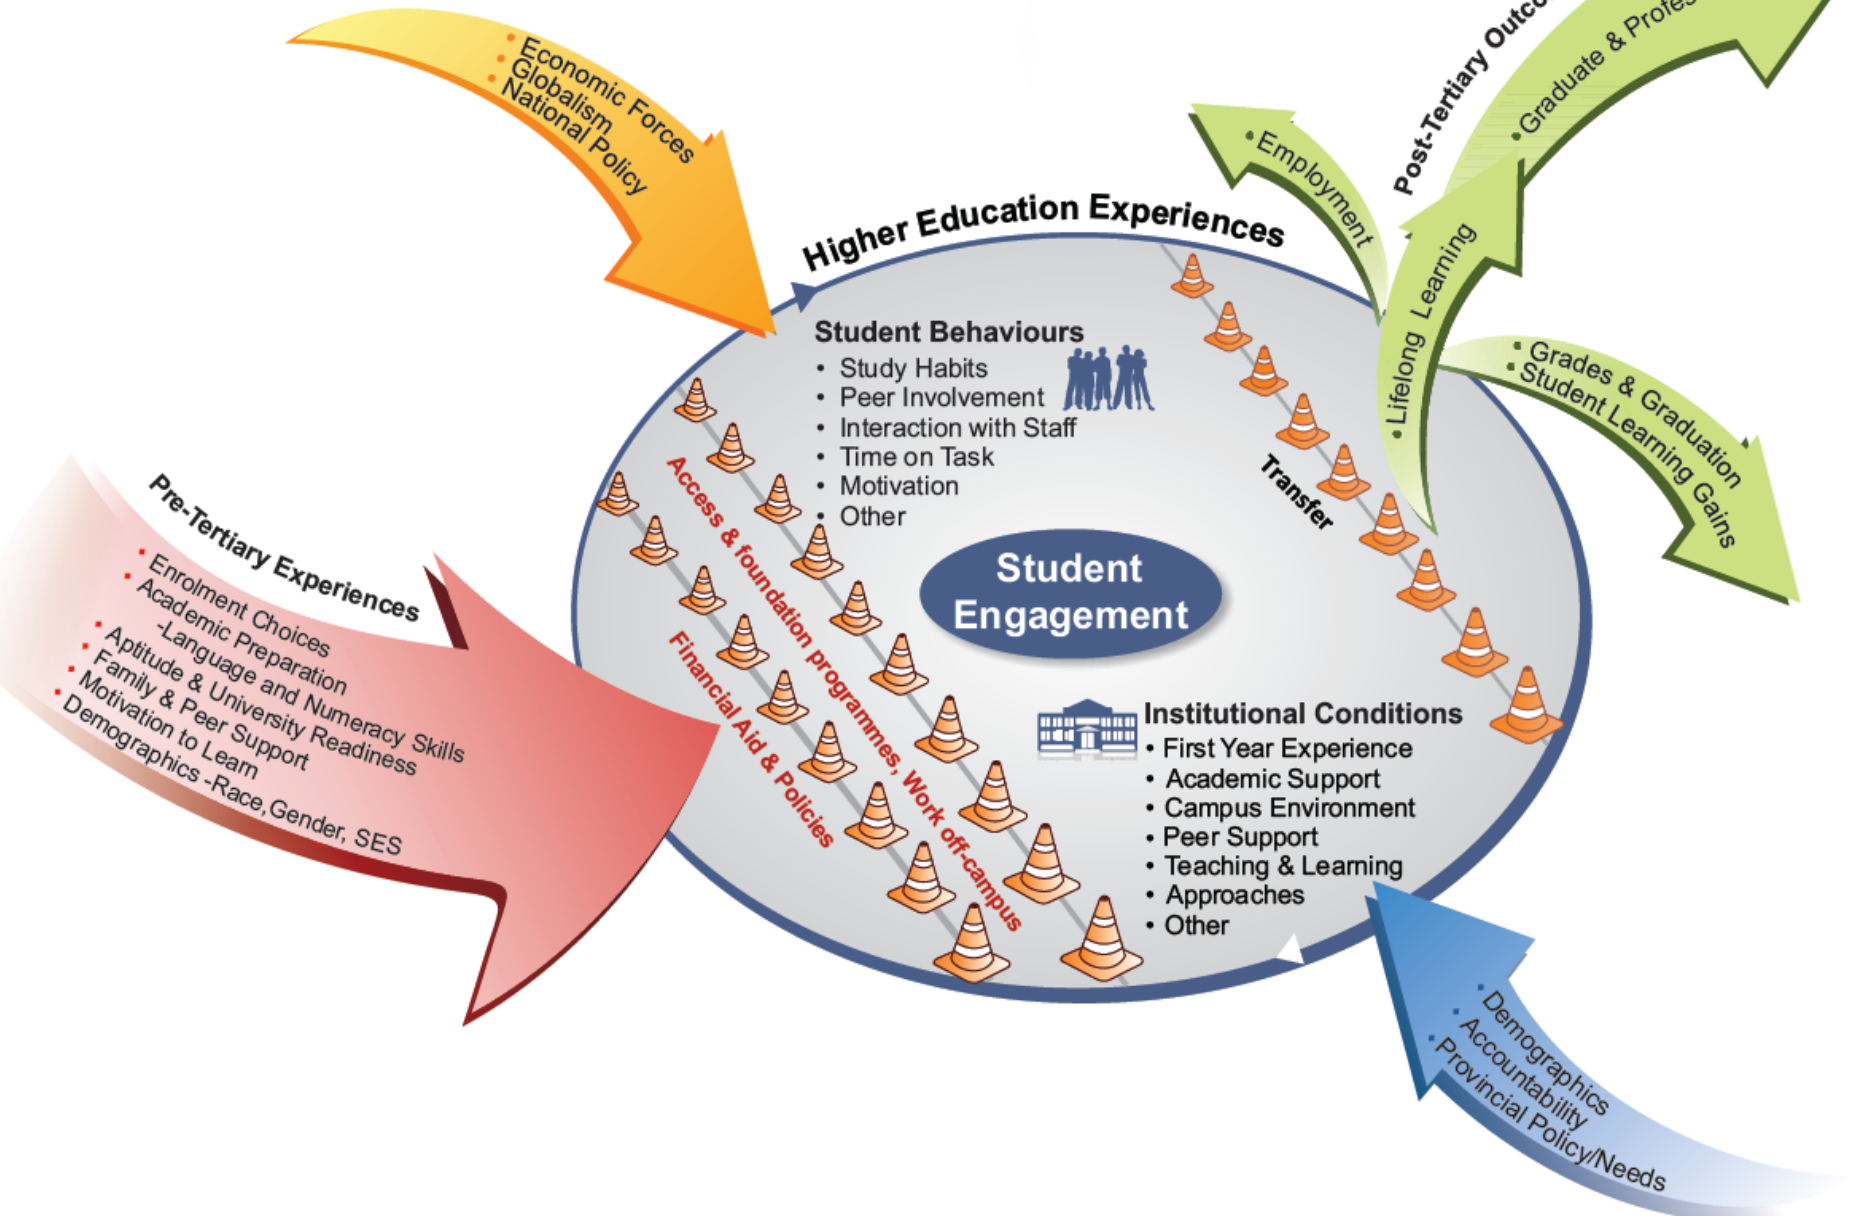 • Economic Forces
• Globalism
• National Policy
Post-Tertiary
• Graduate &
• Employment
• Lifelong Learning
• Grades & Graduation
• Student Learning Gains
Higher Education Experiences
Student Behaviours
• Study Habits
• Peer Involvement
• Interaction with Staff
• Time on Task
• Motivation
• Other
Transfer
Access & foundation programmes, Work off-campus
Financial Aid & Policies
Student
Engagement
Pre-Tertiary Experiences
▪ Enrolment Choices
▪ Academic Preparation
-Language and Numeracy Skills
▪ Aptitude & University Readiness
▪ Family & Peer Support
▪ Motivation to Learn
▪ Demographics -Race,Gender, SES
Institutional Conditions
• First Year Experience
• Academic Support
• Campus Environment
• Peer Support
• Teaching & Learning
• Approaches
• Other
▪ Demographics
▪ Accountability
▪ Provincial Policy/Needs